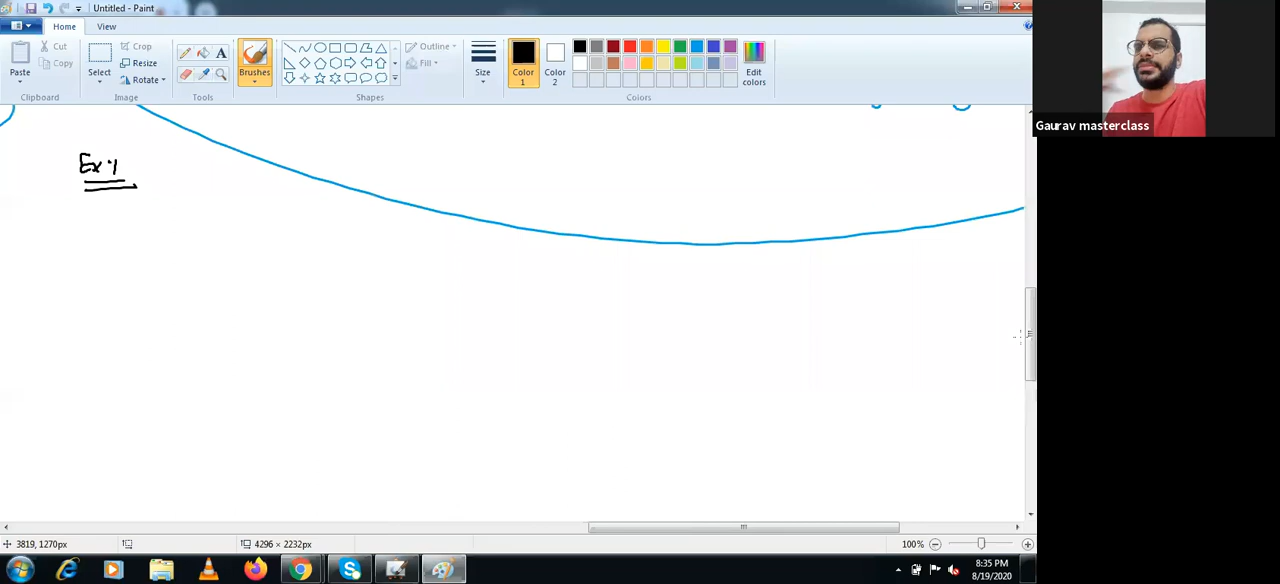 Untitled - Paint
Home View
Cut
Copy
Paste
Clipboard
Crop
Resize
Rotate
Select
Image
Tools
Brushes
Outline
Fill
Shapes
Size
Color 1
Color 2
Edit colors
Colors
Gaurav masterclass
Ex.1
3819, 1270px
4296 × 2232px
100%
8:35 PM
8/19/2020